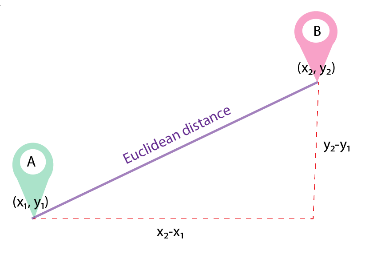 B
(x₂, y₂)
Euclidean distance
y₂-y₁
A
(x₁, y₁)
x₂-x₁